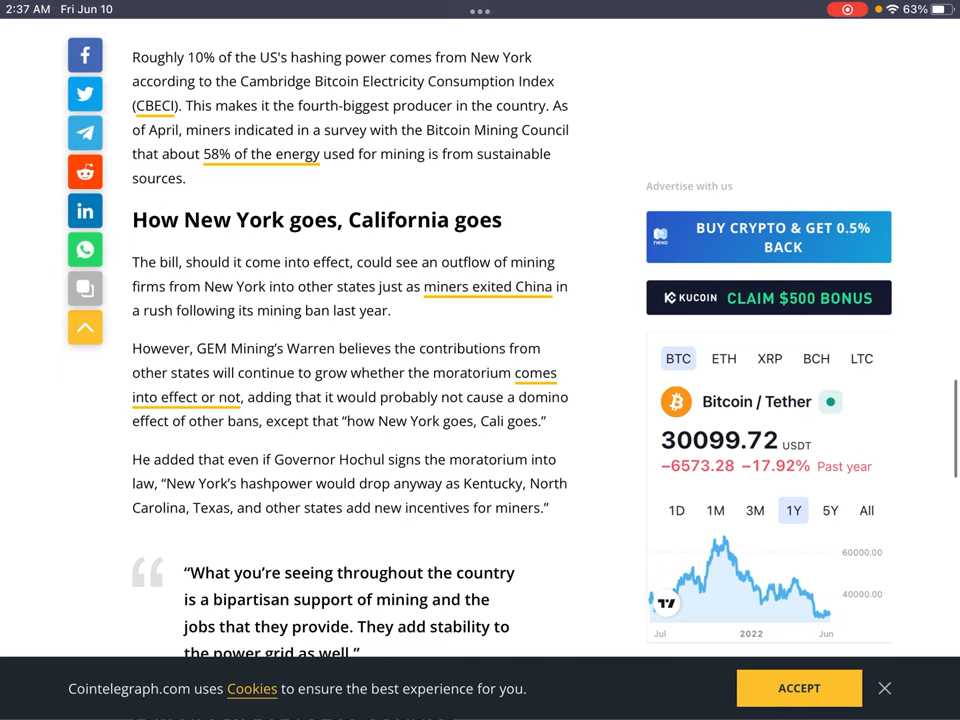 2:37 AM Fri Jun 10
63%
Roughly 10% of the US's hashing power comes from New York
according to the Cambridge Bitcoin Electricity Consumption Index
(CBECI). This makes it the fourth-biggest producer in the country. As
of April, miners indicated in a survey with the Bitcoin Mining Council
that about 58% of the energy used for mining is from sustainable
sources.
How New York goes, California goes
The bill, should it come into effect, could see an outflow of mining
firms from New York into other states just as miners exited China in
a rush following its mining ban last year.
However, GEM Mining’s Warren believes the contributions from
other states will continue to grow whether the moratorium comes
into effect or not, adding that it would probably not cause a domino
effect of other bans, except that “how New York goes, Cali goes.”
He added that even if Governor Hochul signs the moratorium into
law, “New York’s hashpower would drop anyway as Kentucky, North
Carolina, Texas, and other states add new incentives for miners.”
“What you’re seeing throughout the country
is a bipartisan support of mining and the
jobs that they provide. They add stability to
the power grid as well.”
Advertise with us
nexo
BUY CRYPTO & GET 0.5%
BACK
KUCOIN CLAIM $500 BONUS
BTC ETH XRP BCH LTC
Bitcoin / Tether
30099.72 USDT
−6573.28 −17.92% Past year
1D 1M 3M 1Y 5Y All
60000.00
40000.00
Jul 2022 Jun
Cointelegraph.com uses Cookies to ensure the best experience for you.
ACCEPT